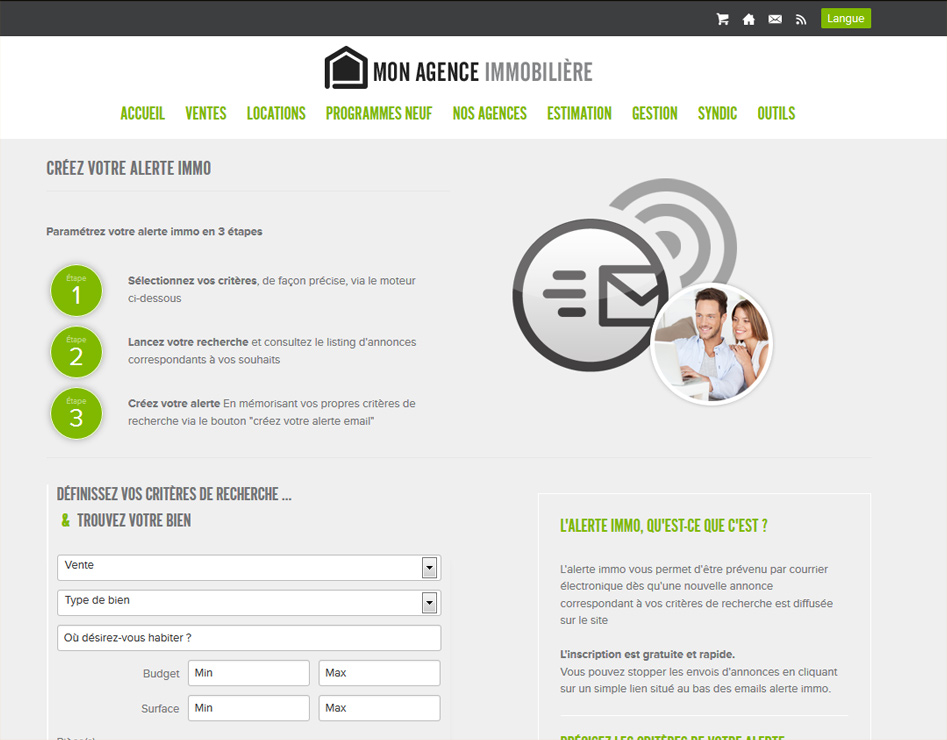 Langue
MON AGENCE IMMOBILIÈRE
ACCUEIL VENTES LOCATIONS PROGRAMMES NEUF NOS AGENCES ESTIMATION GESTION SYNDIC OUTILS
CRÉEZ VOTRE ALERTE IMMO
Paramétrez votre alerte immo en 3 étapes
Étape
1
Sélectionnez vos critères, de façon précise, via le moteur
ci-dessous
Étape
2
Lancez votre recherche et consultez le listing d'annonces
correspondants à vos souhaits
Étape
3
Créez votre alerte En mémorisant vos propres critères de
recherche via le bouton "créez votre alerte email"
DÉFINISSEZ VOS CRITÈRES DE RECHERCHE ...
& TROUVEZ VOTRE BIEN
Vente
Type de bien
Où désirez-vous habiter ?
Budget Min Max
Surface Min Max
L'ALERTE IMMO, QU'EST-CE QUE C'EST ?
L'alerte immo vous permet d'être prévenu par courrier
électronique dès qu'une nouvelle annonce
correspondant à vos critères de recherche est diffusée
sur le site
L'inscription est gratuite et rapide.
Vous pouvez stopper les envois d'annonces en cliquant
sur un simple lien situé au bas des emails alerte immo.
PRÉCISEZ LES CRITÈRES DE VOTRE ALERTE